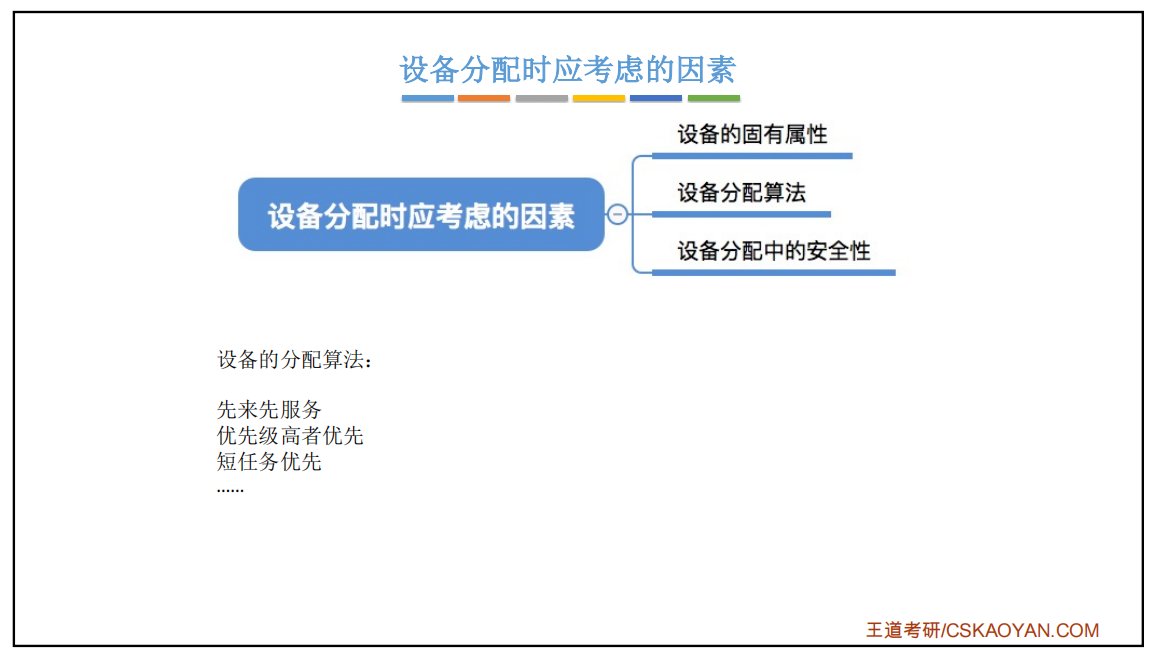 设备分配时应考虑的因素
设备分配时应考虑的因素
设备的固有属性
设备分配算法
设备分配中的安全性
设备的分配算法：
先来先服务
优先级高者优先
短任务优先
……
王道考研/CSKAOYAN.COM